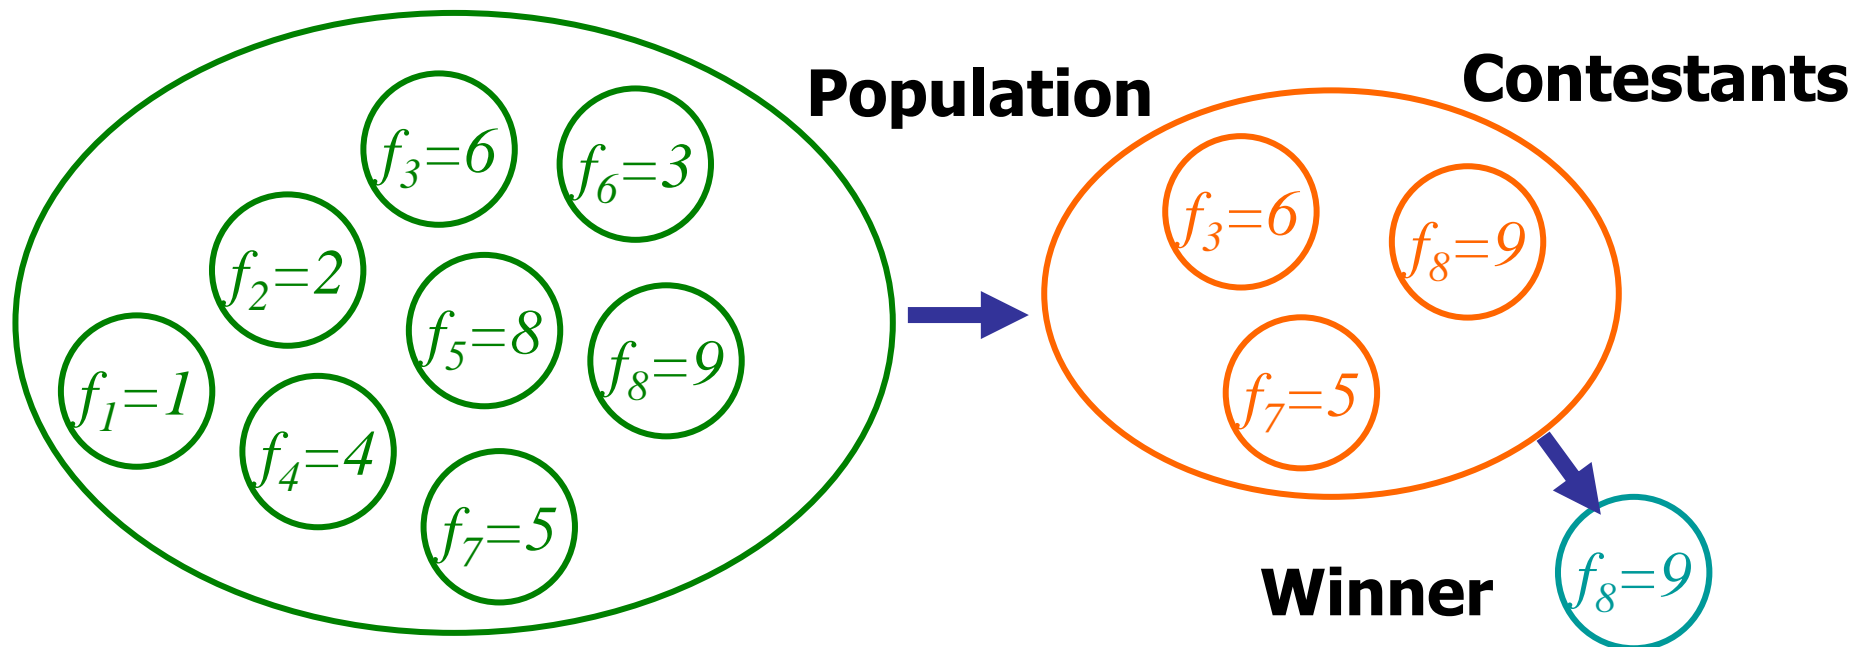 Population
f3=6
f6=3
f2=2
f5=8
f8=9
f1=1
f4=4
f7=5
Contestants
f3=6
f8=9
f7=5
Winner
f8=9